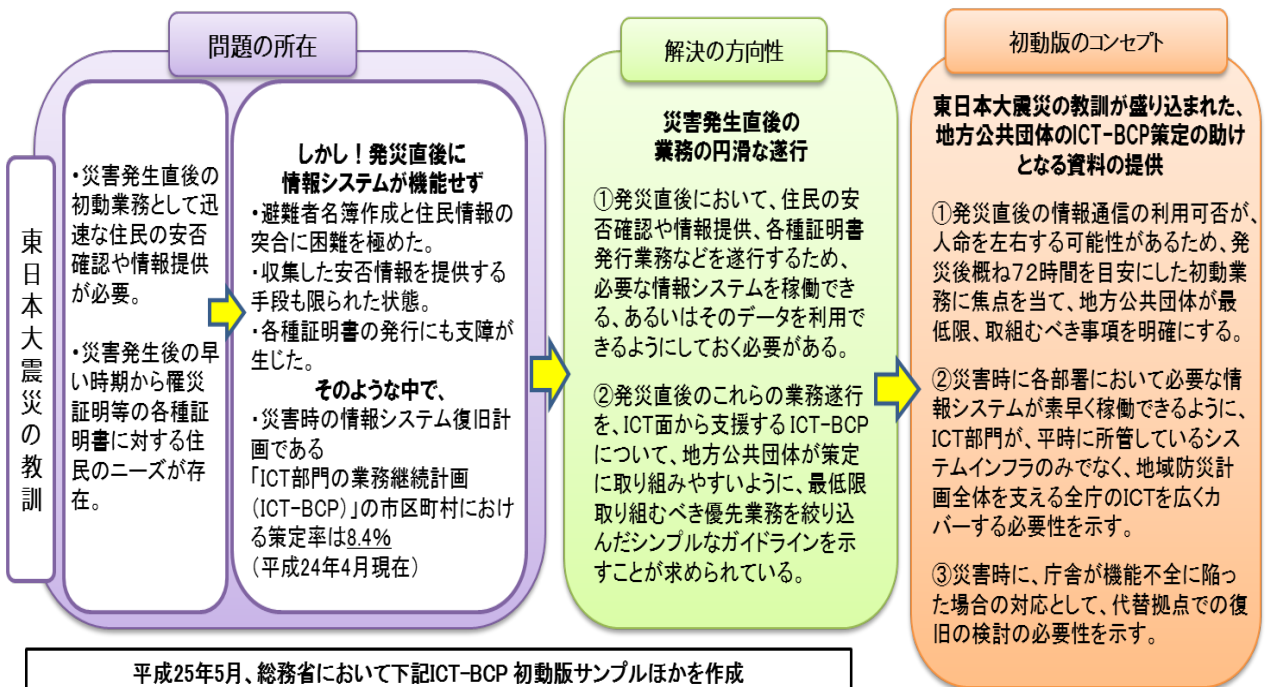 問題の所在
東日本大震災の教訓
・災害発生直後の
初動業務として迅
速な住民の安否
確認や情報提供
が必要。
・災害発生後の早
い時期から罹災
証明等の各種証
明書に対する住
民のニーズが存
在。
しかし！発災直後に
情報システムが機能せず
・避難者名簿作成と住民情報の
突合に困難を極めた。
・収集した安否情報を提供する
手段も限られた状態。
・各種証明書の発行にも支障が
生じた。
そのような中で、
・災害時の情報システム復旧計
画である
「ICT部門の業務継続計画
(ICT-BCP)」の市区町村におけ
る策定率は8.4%
(平成24年4月現在)
解決の方向性
災害発生直後の
業務の円滑な遂行
①発災直後において、住民の安
否確認や情報提供、各種証明書
発行業務などを遂行するため、
必要な情報システムを稼働でき
る、あるいはそのデータを利用で
きるようにしておく必要がある。
②発災直後のこれらの業務遂行
を、ICT面から支援するICT-BCP
について、地方公共団体が策定
に取り組みやすいように、最低限
取り組むべき優先業務を絞り込
んだシンプルなガイドラインを示
すことが求められている。
初動版のコンセプト
東日本大震災の教訓が盛り込まれた、
地方公共団体のICT-BCP策定の助け
となる資料の提供
①発災直後の情報通信の利用可否が、
人命を左右する可能性があるため、発
災後概ね72時間を目安にした初動業
務に焦点を当て、地方公共団体が最
低限、取組むべき事項を明確にする。
②災害時に各部署において必要な情
報システムが素早く稼働できるように、
ICT部門が、平時に所管しているシス
テムインフラのみでなく、地域防災計
画全体を支える全庁のICTを広くカ
バーする必要性を示す。
③災害時に、庁舎が機能不全に陥っ
た場合の対応として、代替拠点での復
旧の検討の必要性を示す。
平成25年5月、総務省において下記ICT-BCP 初動版サンプルほかを作成